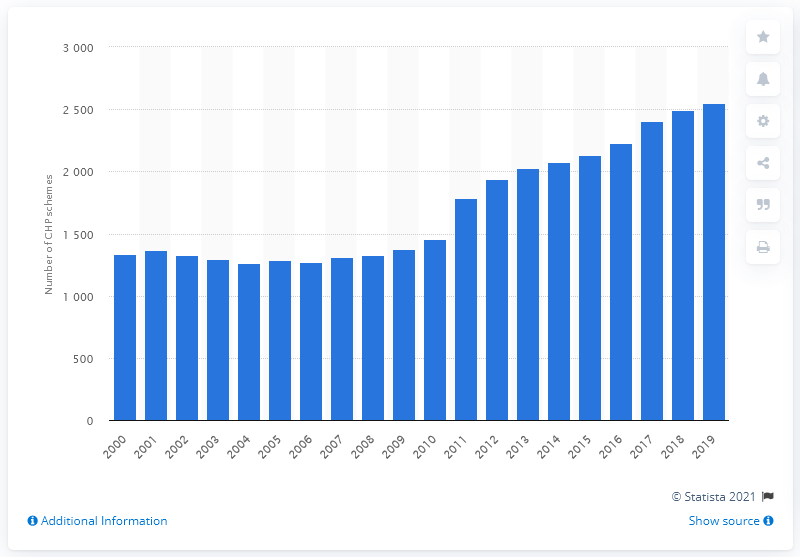 3 000
2 500
2 000
1 500
1 000
500
0
Number of CHP schemes
2000 2001 2002 2003 2004 2005 2006 2007 2008 2009 2010 2011 2012 2013 2014 2015 2016 2017 2018 2019
© Statista 2021
Additional Information
Show source